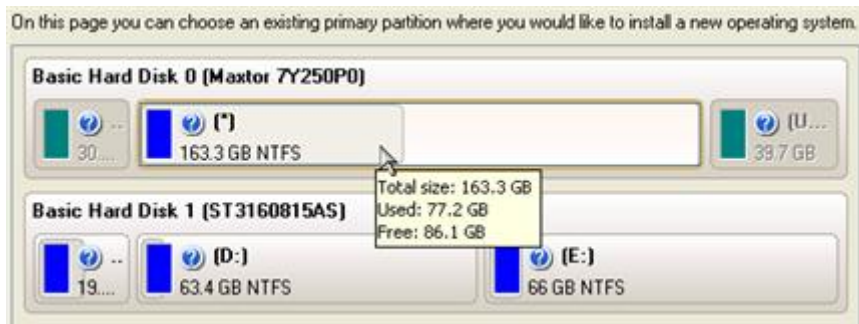 On this page you can choose an existing primary partition where you would like to install a new operating system.
Basic Hard Disk 0 (Maxtor 7Y250P0)
..
30....
(*)
163.3 GB NTFS
(U...
39.7 GB
Total size: 163.3 GB
Used: 77.2 GB
Free: 86.1 GB
Basic Hard Disk 1 (ST3160815AS)
..
19....
(D:)
63.4 GB NTFS
(E:)
66 GB NTFS